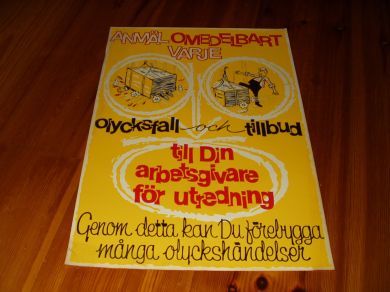 ANMÄL OMEDELBART
VARJE
olycksfall och tillbud
till Din
arbetsgivare
för utredning
Genom detta kan Du förebygga
många olyckshändelser